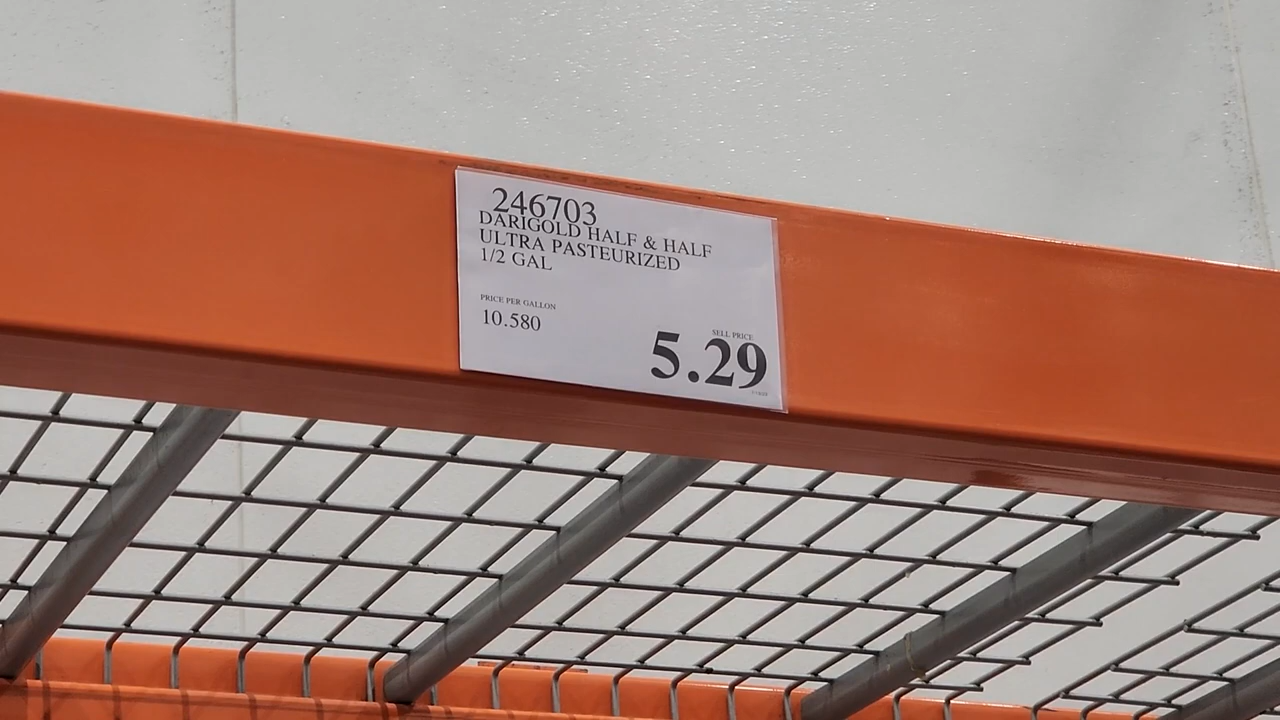 246703
DARIGOLD HALF & HALF
ULTRA PASTEURIZED
1/2 GAL
PRICE PER GALLON
10.580
SELL PRICE
5.29